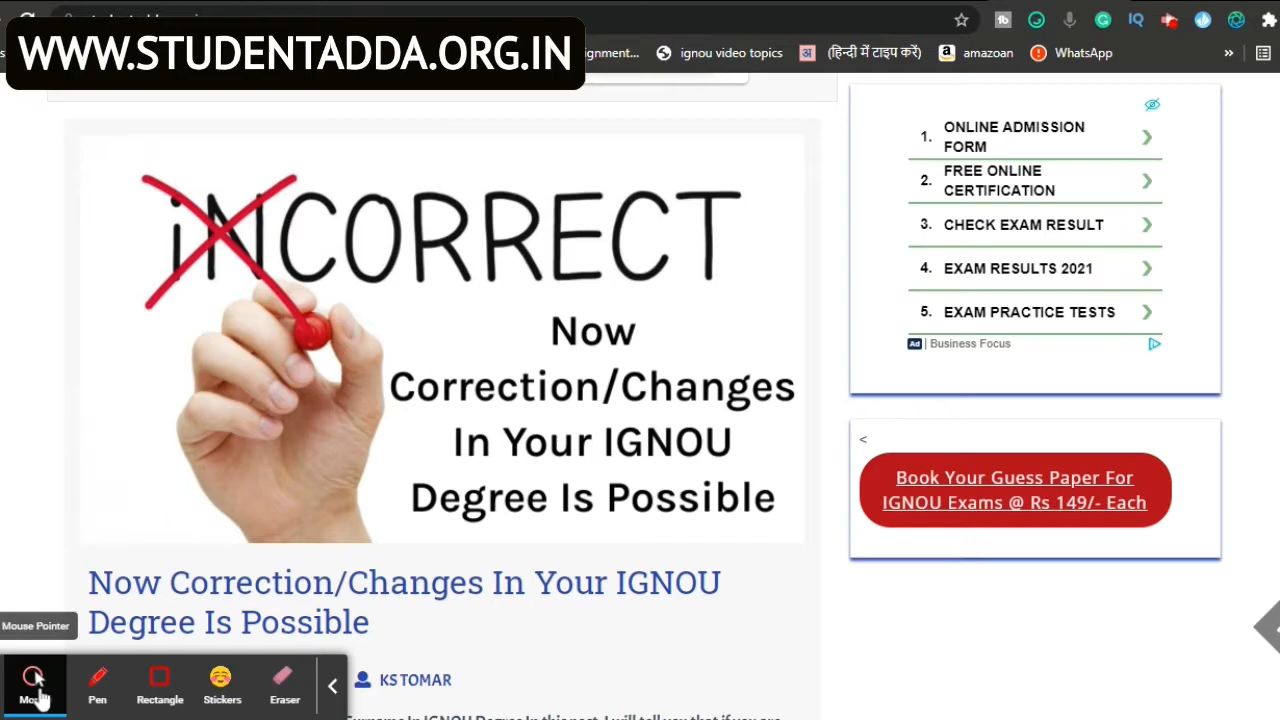 WWW.STUDENTADDA.ORG.IN
gnment...
ignou video topics
अ
(हिन्दी में टाइप करें)
a
amazoan
WhatsApp
»
iNCORRECT
Now
Correction/Changes
In Your IGNOU
Degree Is Possible
1. ONLINE ADMISSION
FORM
2. FREE ONLINE
CERTIFICATION
3. CHECK EXAM RESULT
4. EXAM RESULTS 2021
5. EXAM PRACTICE TESTS
Ad | Business Focus
<
Book Your Guess Paper For
IGNOU Exams @ Rs 149/- Each
Now Correction/Changes In Your IGNOU
Degree Is Possible
Mouse Pointer
KS TOMAR
Pen
Rectangle
Stickers
Eraser